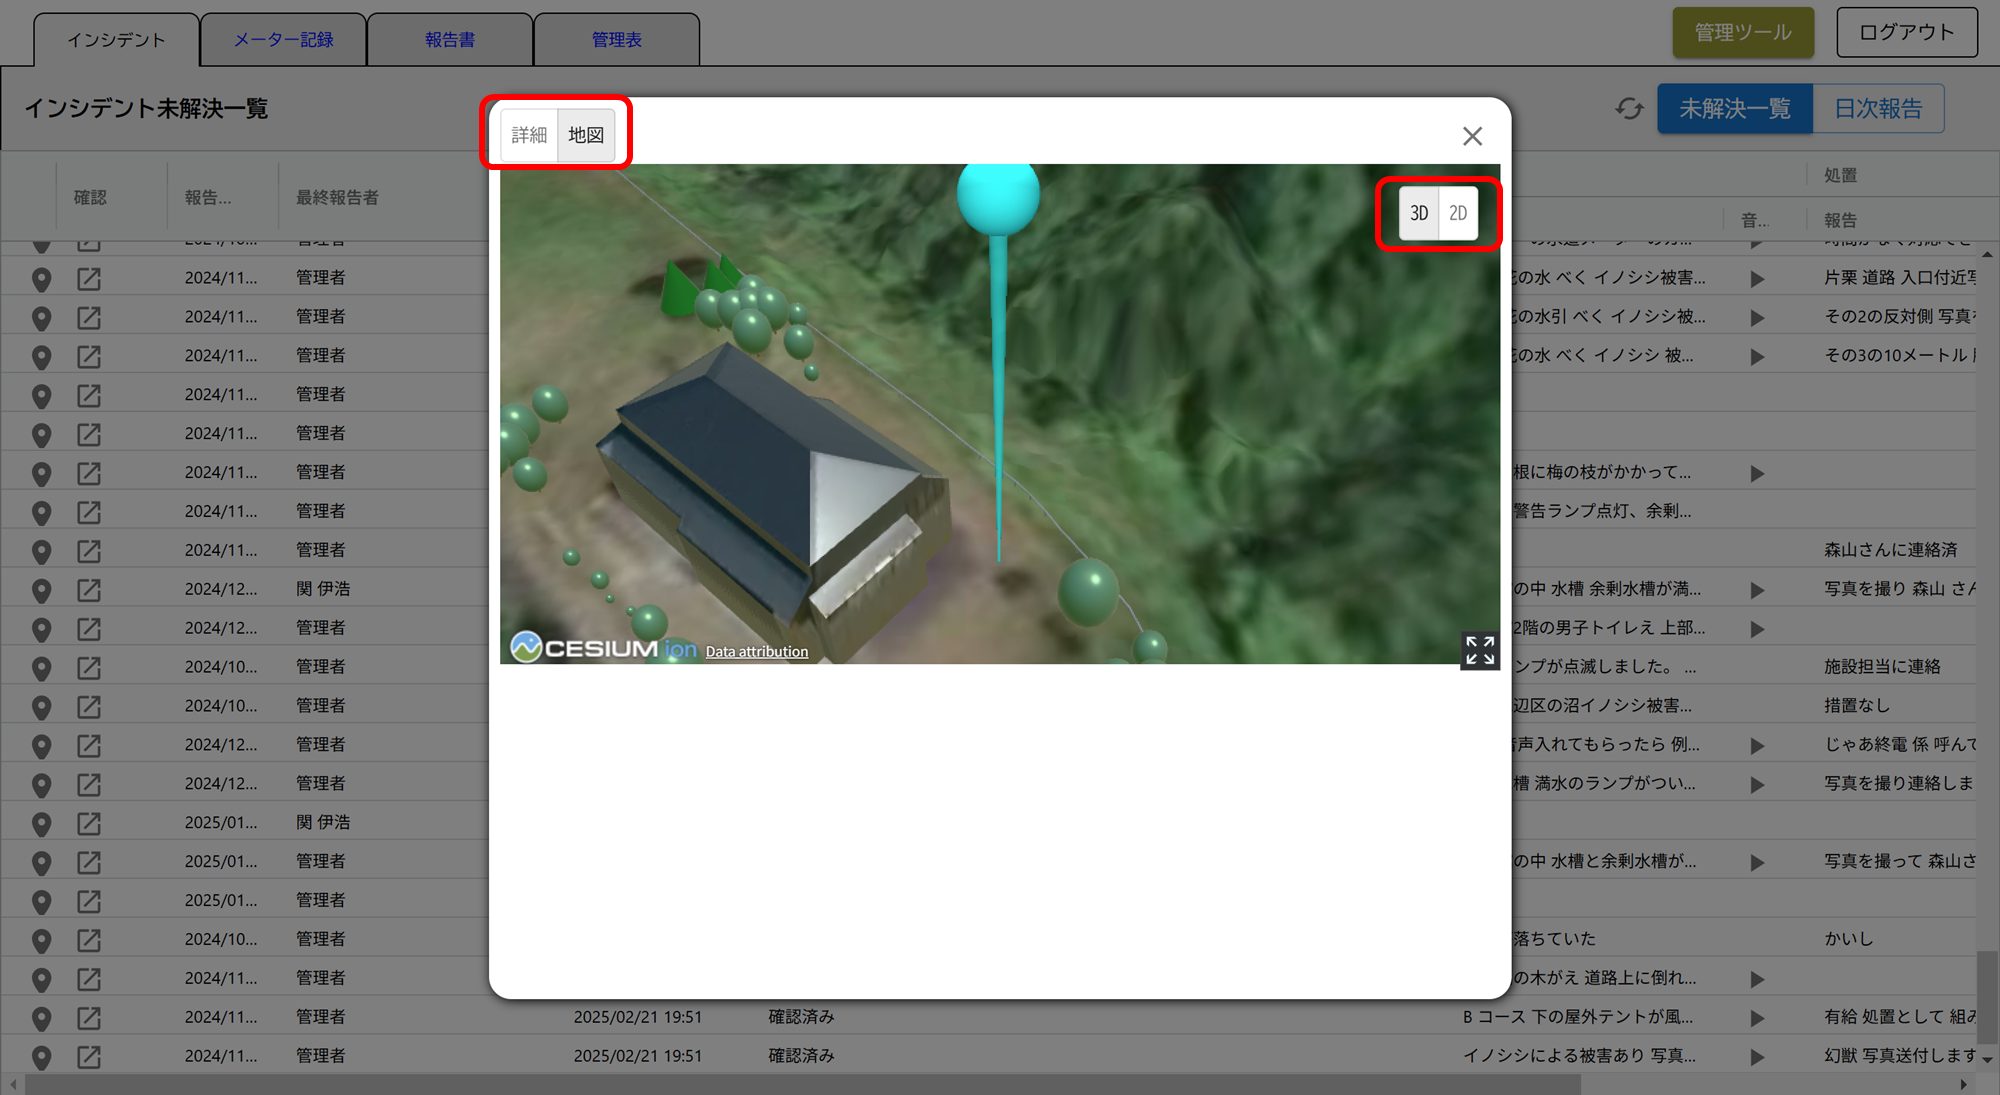 インシデント メーター記録 報告書 管理表 管理ツール ログアウト
インシデント未解決一覧 未解決一覧 日次報告
詳細 地図
3D 2D
確認 報告... 最終報告者 処置
音... 報告
2024/11... 管理者 花の水 べく イノシシ被害... 片栗 道路 入口付近写
2024/11... 管理者 花の水引 べく イノシシ被... その2の反対側 写真
2024/11... 管理者 花の水 べく イノシシ 被... その3の10メートル
2024/11... 管理者
2024/11... 管理者
2024/11... 管理者 根に梅の枝がかかって...
2024/11... 管理者 警告ランプ点灯、余剰...
2024/11... 管理者 森山さんに連絡済
2024/12... 関 伊浩 の中 水槽 余剰水槽が満... 写真を撮り 森山 さん
2024/12... 管理者 2階の男子トイレえ 上部...
2024/10... 管理者 ンプが点滅しました。 ... 施設担当に連絡
2024/10... 管理者 辺区の沼イノシシ被害... 措置なし
2024/12... 管理者 音声入れてもらったら 例... じゃあ終電 係 呼んで
2024/12... 管理者 槽 満水のランプがつい... 写真を撮り連絡しま
2025/01... 関 伊浩
2025/01... 管理者 の中 水槽と余剰水槽が... 写真を撮って 森山さ
2025/01... 管理者
2024/10... 管理者 落ちていた かいし
2024/11... 管理者 の木がえ 道路上に倒れ...
2024/11... 管理者 2025/02/21 19:51 確認済み B コース 下の屋外テントが風... 有給 処置として 組み
2024/11... 管理者 2025/02/21 19:51 確認済み イノシシによる被害あり 写真... 幻獣 写真送付します
CESIUM ion Data attribution